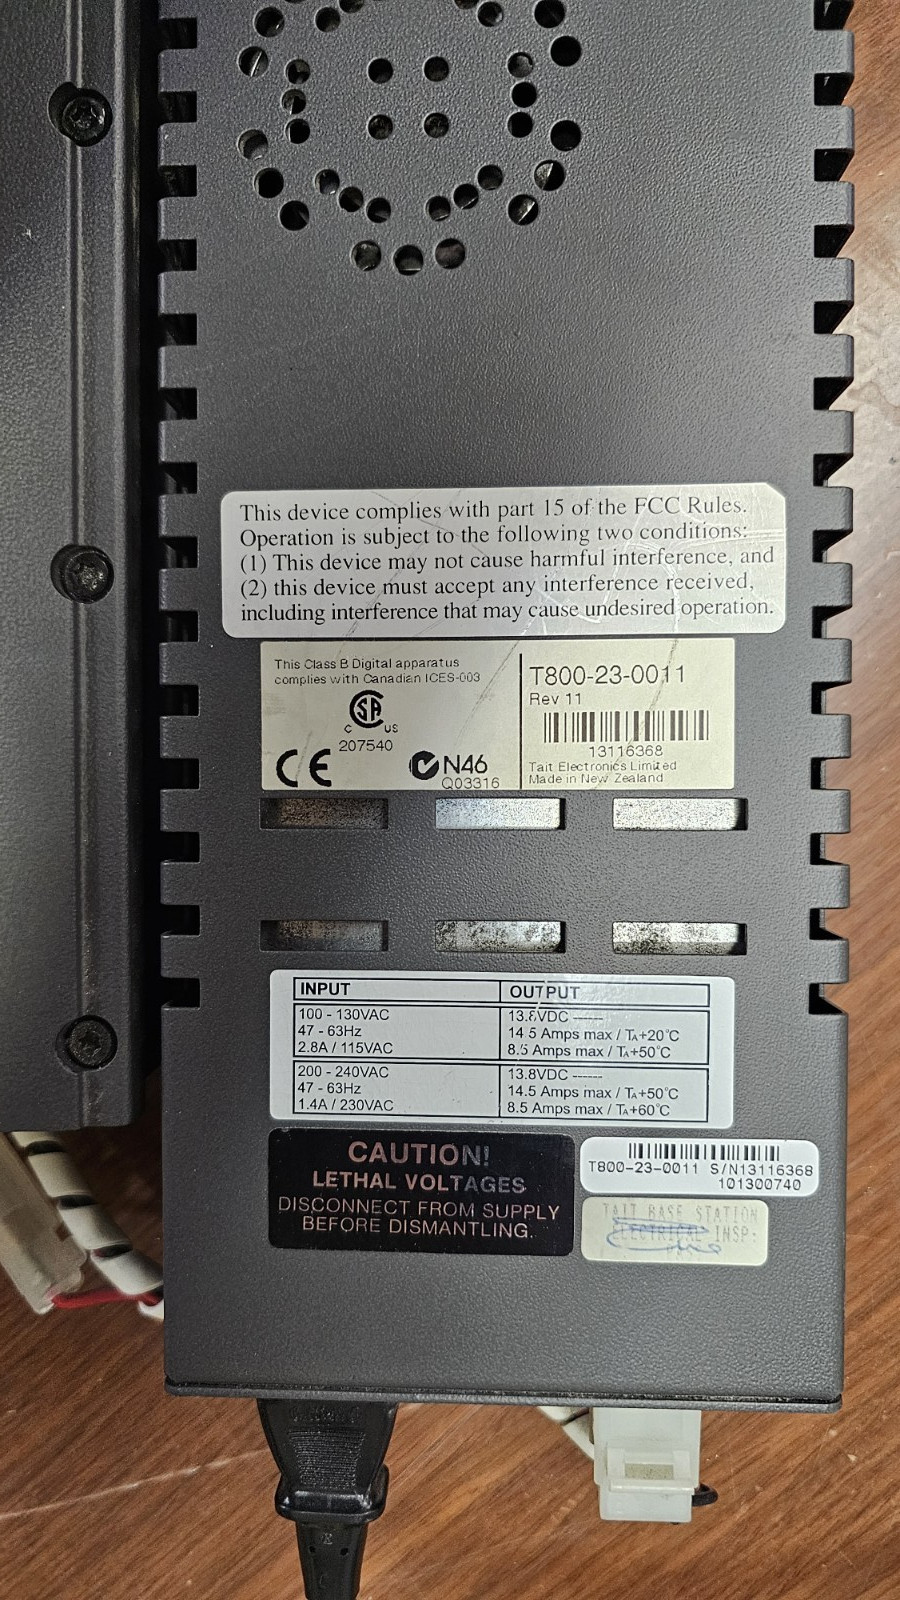 This device complies with part 15 of the FCC Rules.
Operation is subject to the following two conditions:
(1) This device may not cause harmful interference, and
(2) this device must accept any interference received,
including interference that may cause undesired operation.
This Class B Digital apparatus
complies with Canadian ICES-003
SA
C US
207540
CE
N46
Q03316
T800-23-0011
Rev 11
13116368
Tait Electronics Limited
Made in New Zealand
INPUT OUTPUT
100 - 130VAC 13.8VDC ------
47 - 63Hz 14.5 Amps max / TA+20°C
2.8A / 115VAC 8.5 Amps max / TA+50°C
200 - 240VAC 13.8VDC ------
47 - 63Hz 14.5 Amps max / TA+50°C
1.4A / 230VAC 8.5 Amps max / TA+60°C
CAUTION!
LETHAL VOLTAGES
DISCONNECT FROM SUPPLY
BEFORE DISMANTLING.
T800-23-0011 S/N13116368
101300740
TAIT BASE STATION
ELECTRICAL INSP:
E